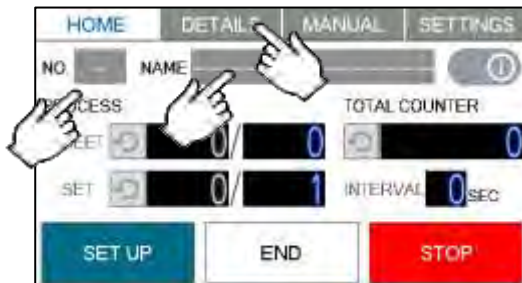 HOME DETAILS MANUAL SETTINGS
NO. NAME
PROCESS TOTAL COUNTER
0/ 0 0
SET 0/ 1 INTERVAL 0 SEC
SET UP END STOP